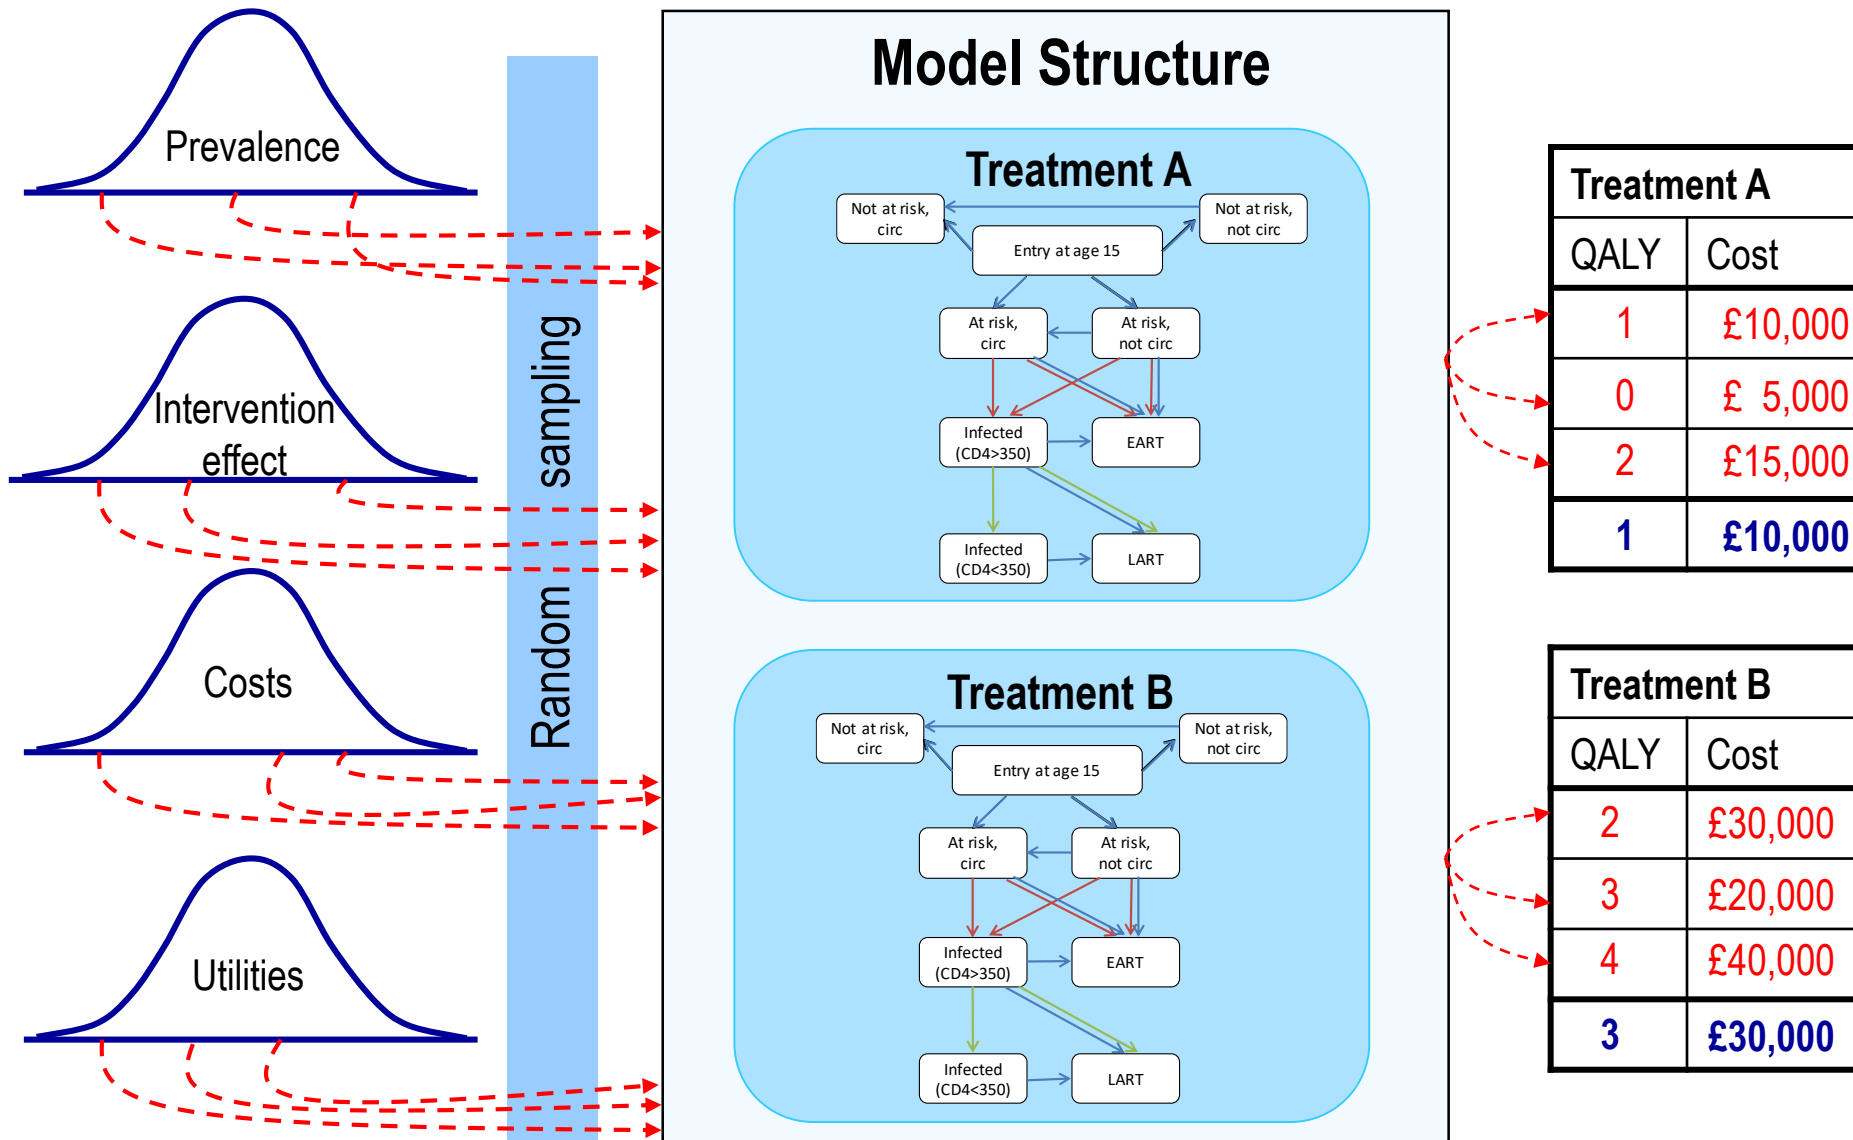 Prevalence
Intervention
effect
Costs
Utilities
Random sampling
Model Structure
Treatment A
Not at risk,
circ
Not at risk,
not circ
Entry at age 15
At risk,
circ
At risk,
not circ
Infected
(CD4>350)
EART
Infected
(CD4<350)
LART
Treatment B
Not at risk,
circ
Not at risk,
not circ
Entry at age 15
At risk,
circ
At risk,
not circ
Infected
(CD4>350)
EART
Infected
(CD4<350)
LART
Treatment A
QALY Cost
1 £10,000
0 £ 5,000
2 £15,000
1 £10,000
Treatment B
QALY Cost
2 £30,000
3 £20,000
4 £40,000
3 £30,000